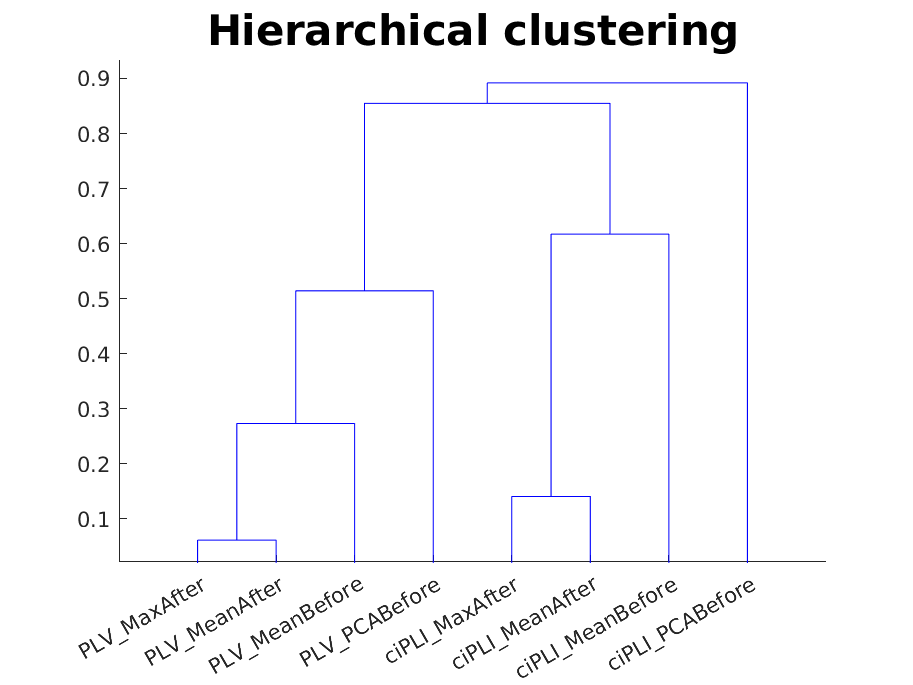 Hierarchical clustering
0.9
0.8
0.7
0.6
0.5
0.4
0.3
0.2
0.1
PLV_MaxAfter
PLV_MeanAfter
PLV_MeanBefore
PLV_PCABefore
ciPLI_MaxAfter
ciPLI_MeanAfter
ciPLI_MeanBefore
ciPLI_PCABefore